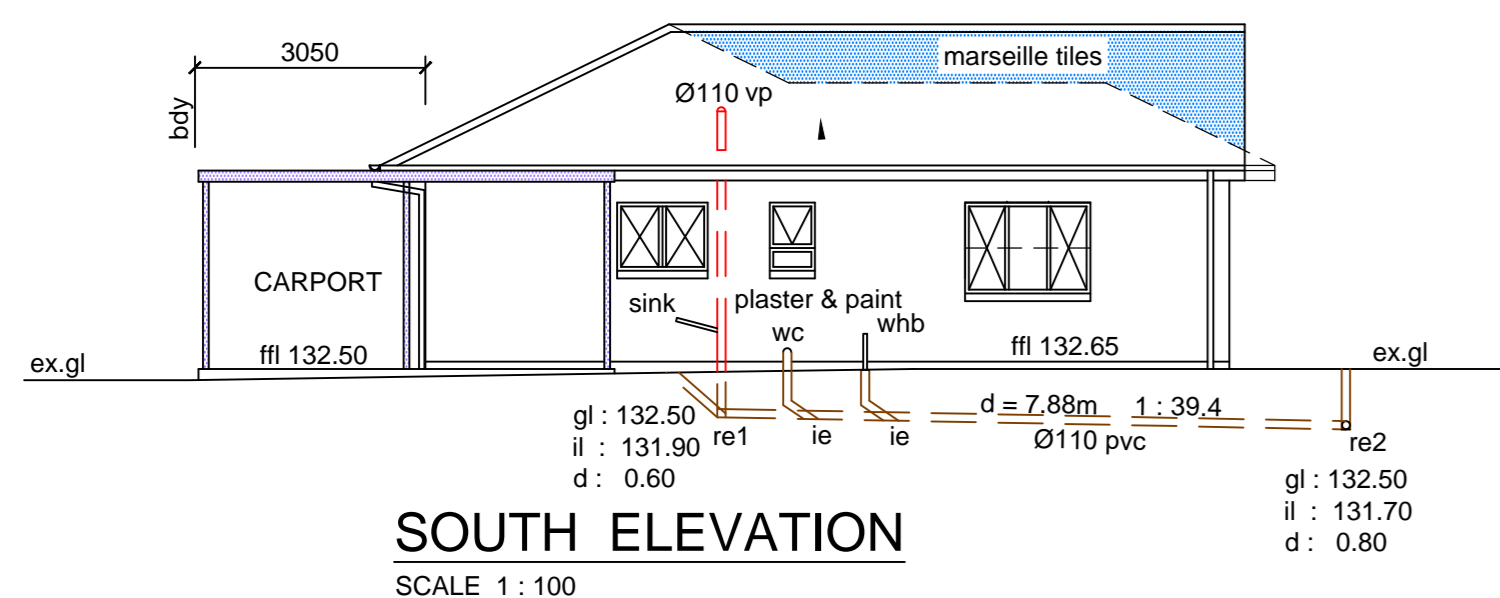 marseille tiles
3050
bdy
Ø110 vp
CARPORT
sink
plaster & paint
whb
wc
ffl 132.50
ffl 132.65
ex.gl
ex.gl
d = 7.88m 1 : 39.4
Ø110 pvc
gl : 132.50
il : 131.90
d : 0.60
re1
ie
ie
re2
gl : 132.50
il : 131.70
d : 0.80
SOUTH ELEVATION
SCALE 1 : 100